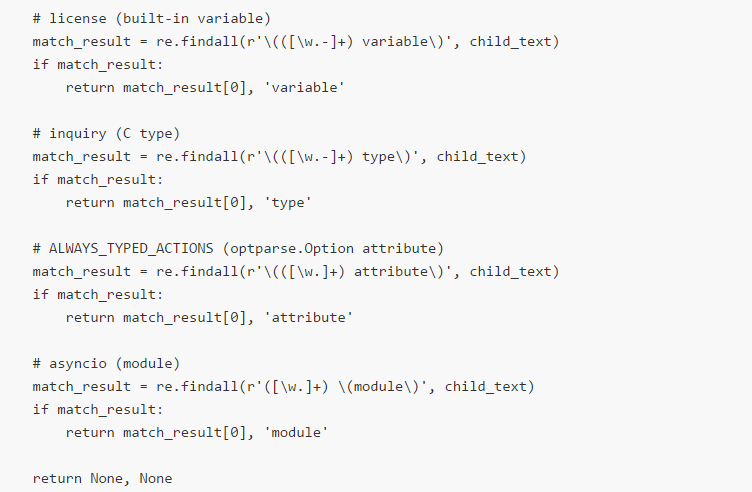 # license (built-in variable)
match_result = re.findall(r'\(([\w.-]+) variable\)', child_text)
if match_result:
    return match_result[0], 'variable'

# inquiry (C type)
match_result = re.findall(r'\(([\w.-]+) type\)', child_text)
if match_result:
    return match_result[0], 'type'

# ALWAYS_TYPED_ACTIONS (optparse.Option attribute)
match_result = re.findall(r'\(([\w.]+) attribute\)', child_text)
if match_result:
    return match_result[0], 'attribute'

# asyncio (module)
match_result = re.findall(r'([\w.]+) \(module\)', child_text)
if match_result:
    return match_result[0], 'module'

return None, None